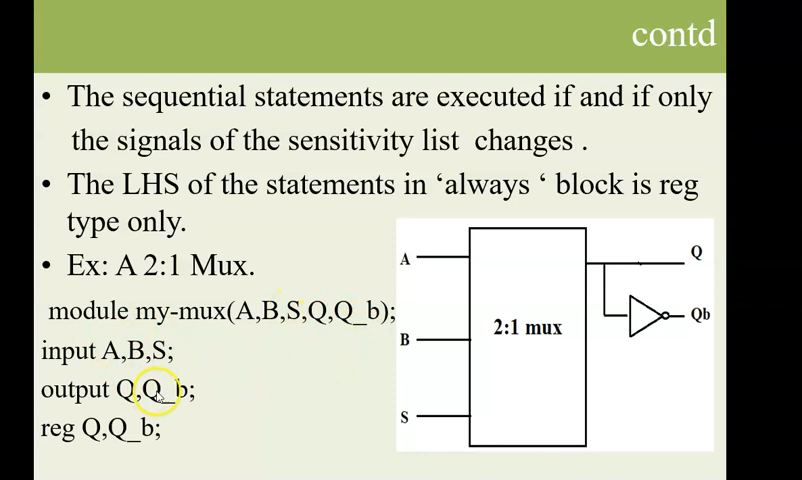 contd
• The sequential statements are executed if and if only
the signals of the sensitivity list changes .
• The LHS of the statements in ‘always ‘ block is reg
type only.
• Ex: A 2:1 Mux.
module my-mux(A,B,S,Q,Q_b);
input A,B,S;
output Q,Q_b;
reg Q,Q_b;
A
B
S
2:1 mux
Q
Qb